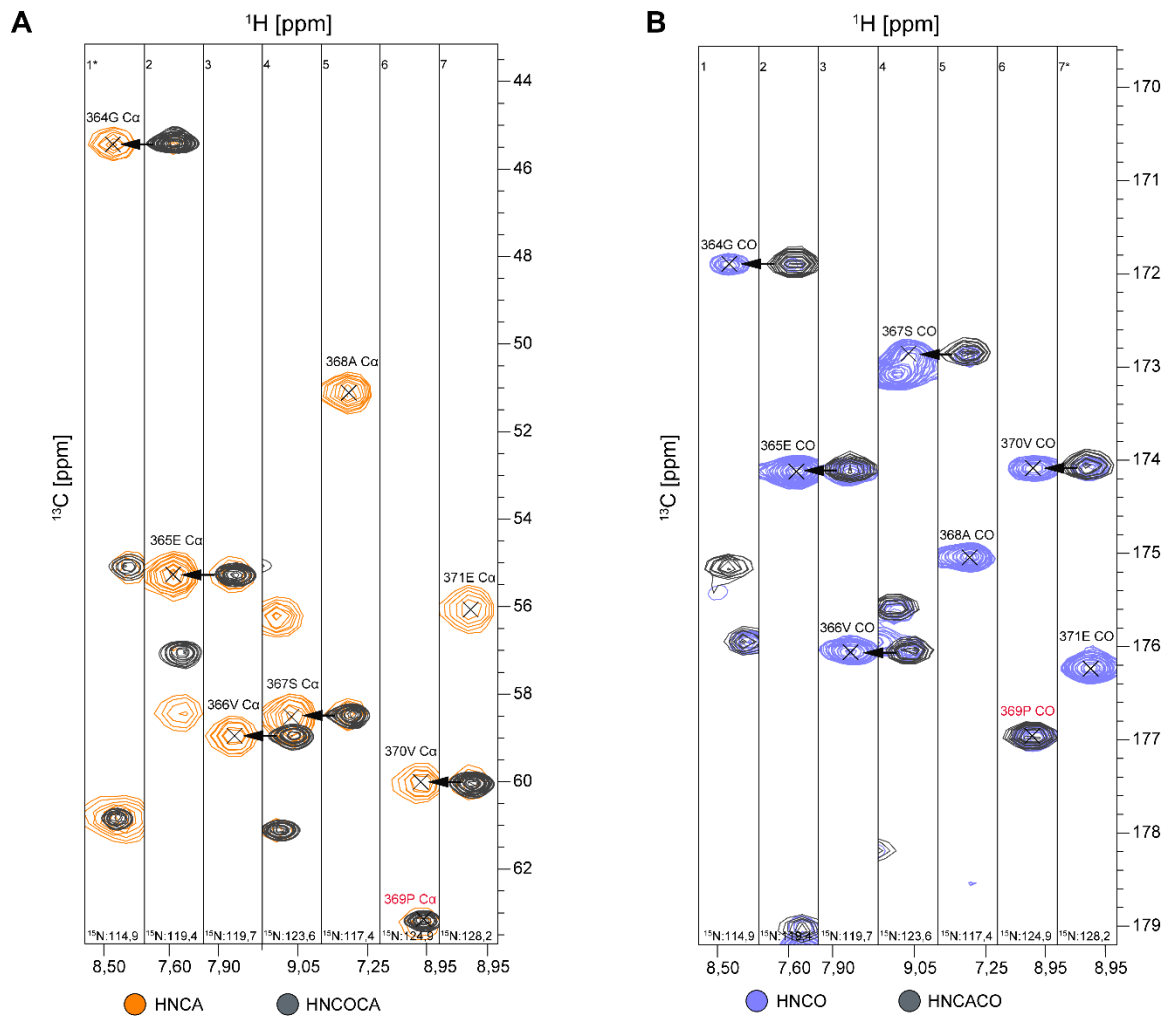 A
¹H [ppm]
1* 2 3 4 5 6 7
44
46
48
50
52
54
56
58
60
62
¹³C [ppm]
364G Cα
368A Cα
365E Cα
371E Cα
367S Cα
366V Cα
370V Cα
369P Cα
¹⁵N:114,9 ¹⁵N:119,4 ¹⁵N:119,7 ¹⁵N:123,6 ¹⁵N:117,4 ¹⁵N:124,9 ¹⁵N:128,2
8,50 7,60 7,90 9,05 7,25 8,95 8,95
HNCA HNCOCA
B
¹H [ppm]
1 2 3 4 5 6 7*
170
171
172
173
174
175
176
177
178
179
¹³C [ppm]
364G CO
367S CO
365E CO
370V CO
368A CO
366V CO
371E CO
369P CO
¹⁵N:114,9 ¹⁵N:119,4 ¹⁵N:119,7 ¹⁵N:123,6 ¹⁵N:117,4 ¹⁵N:124,9 ¹⁵N:128,2
8,50 7,60 7,90 9,05 7,25 8,95 8,95
HNCO HNCACO